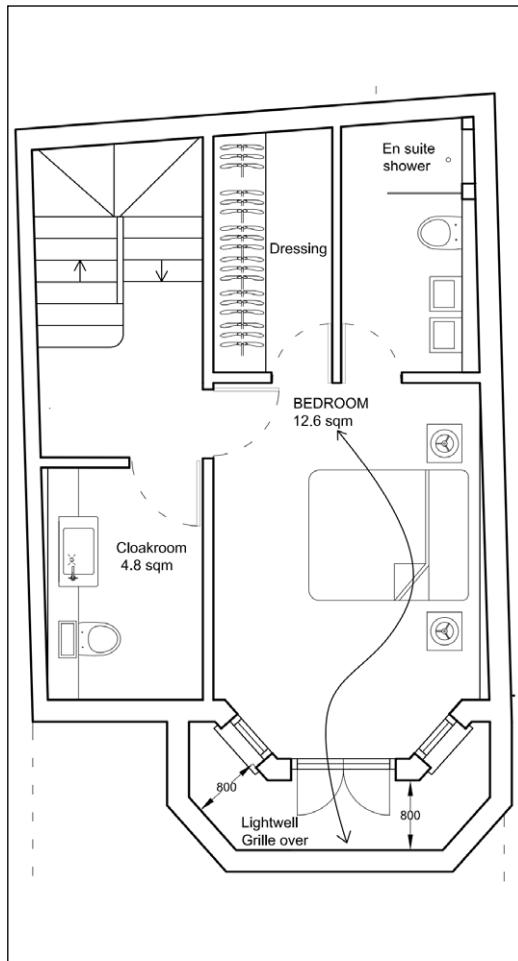 En suite
shower
Dressing
BEDROOM
12.6 sqm
Cloakroom
4.8 sqm
800
800
Lightwell
Grille over